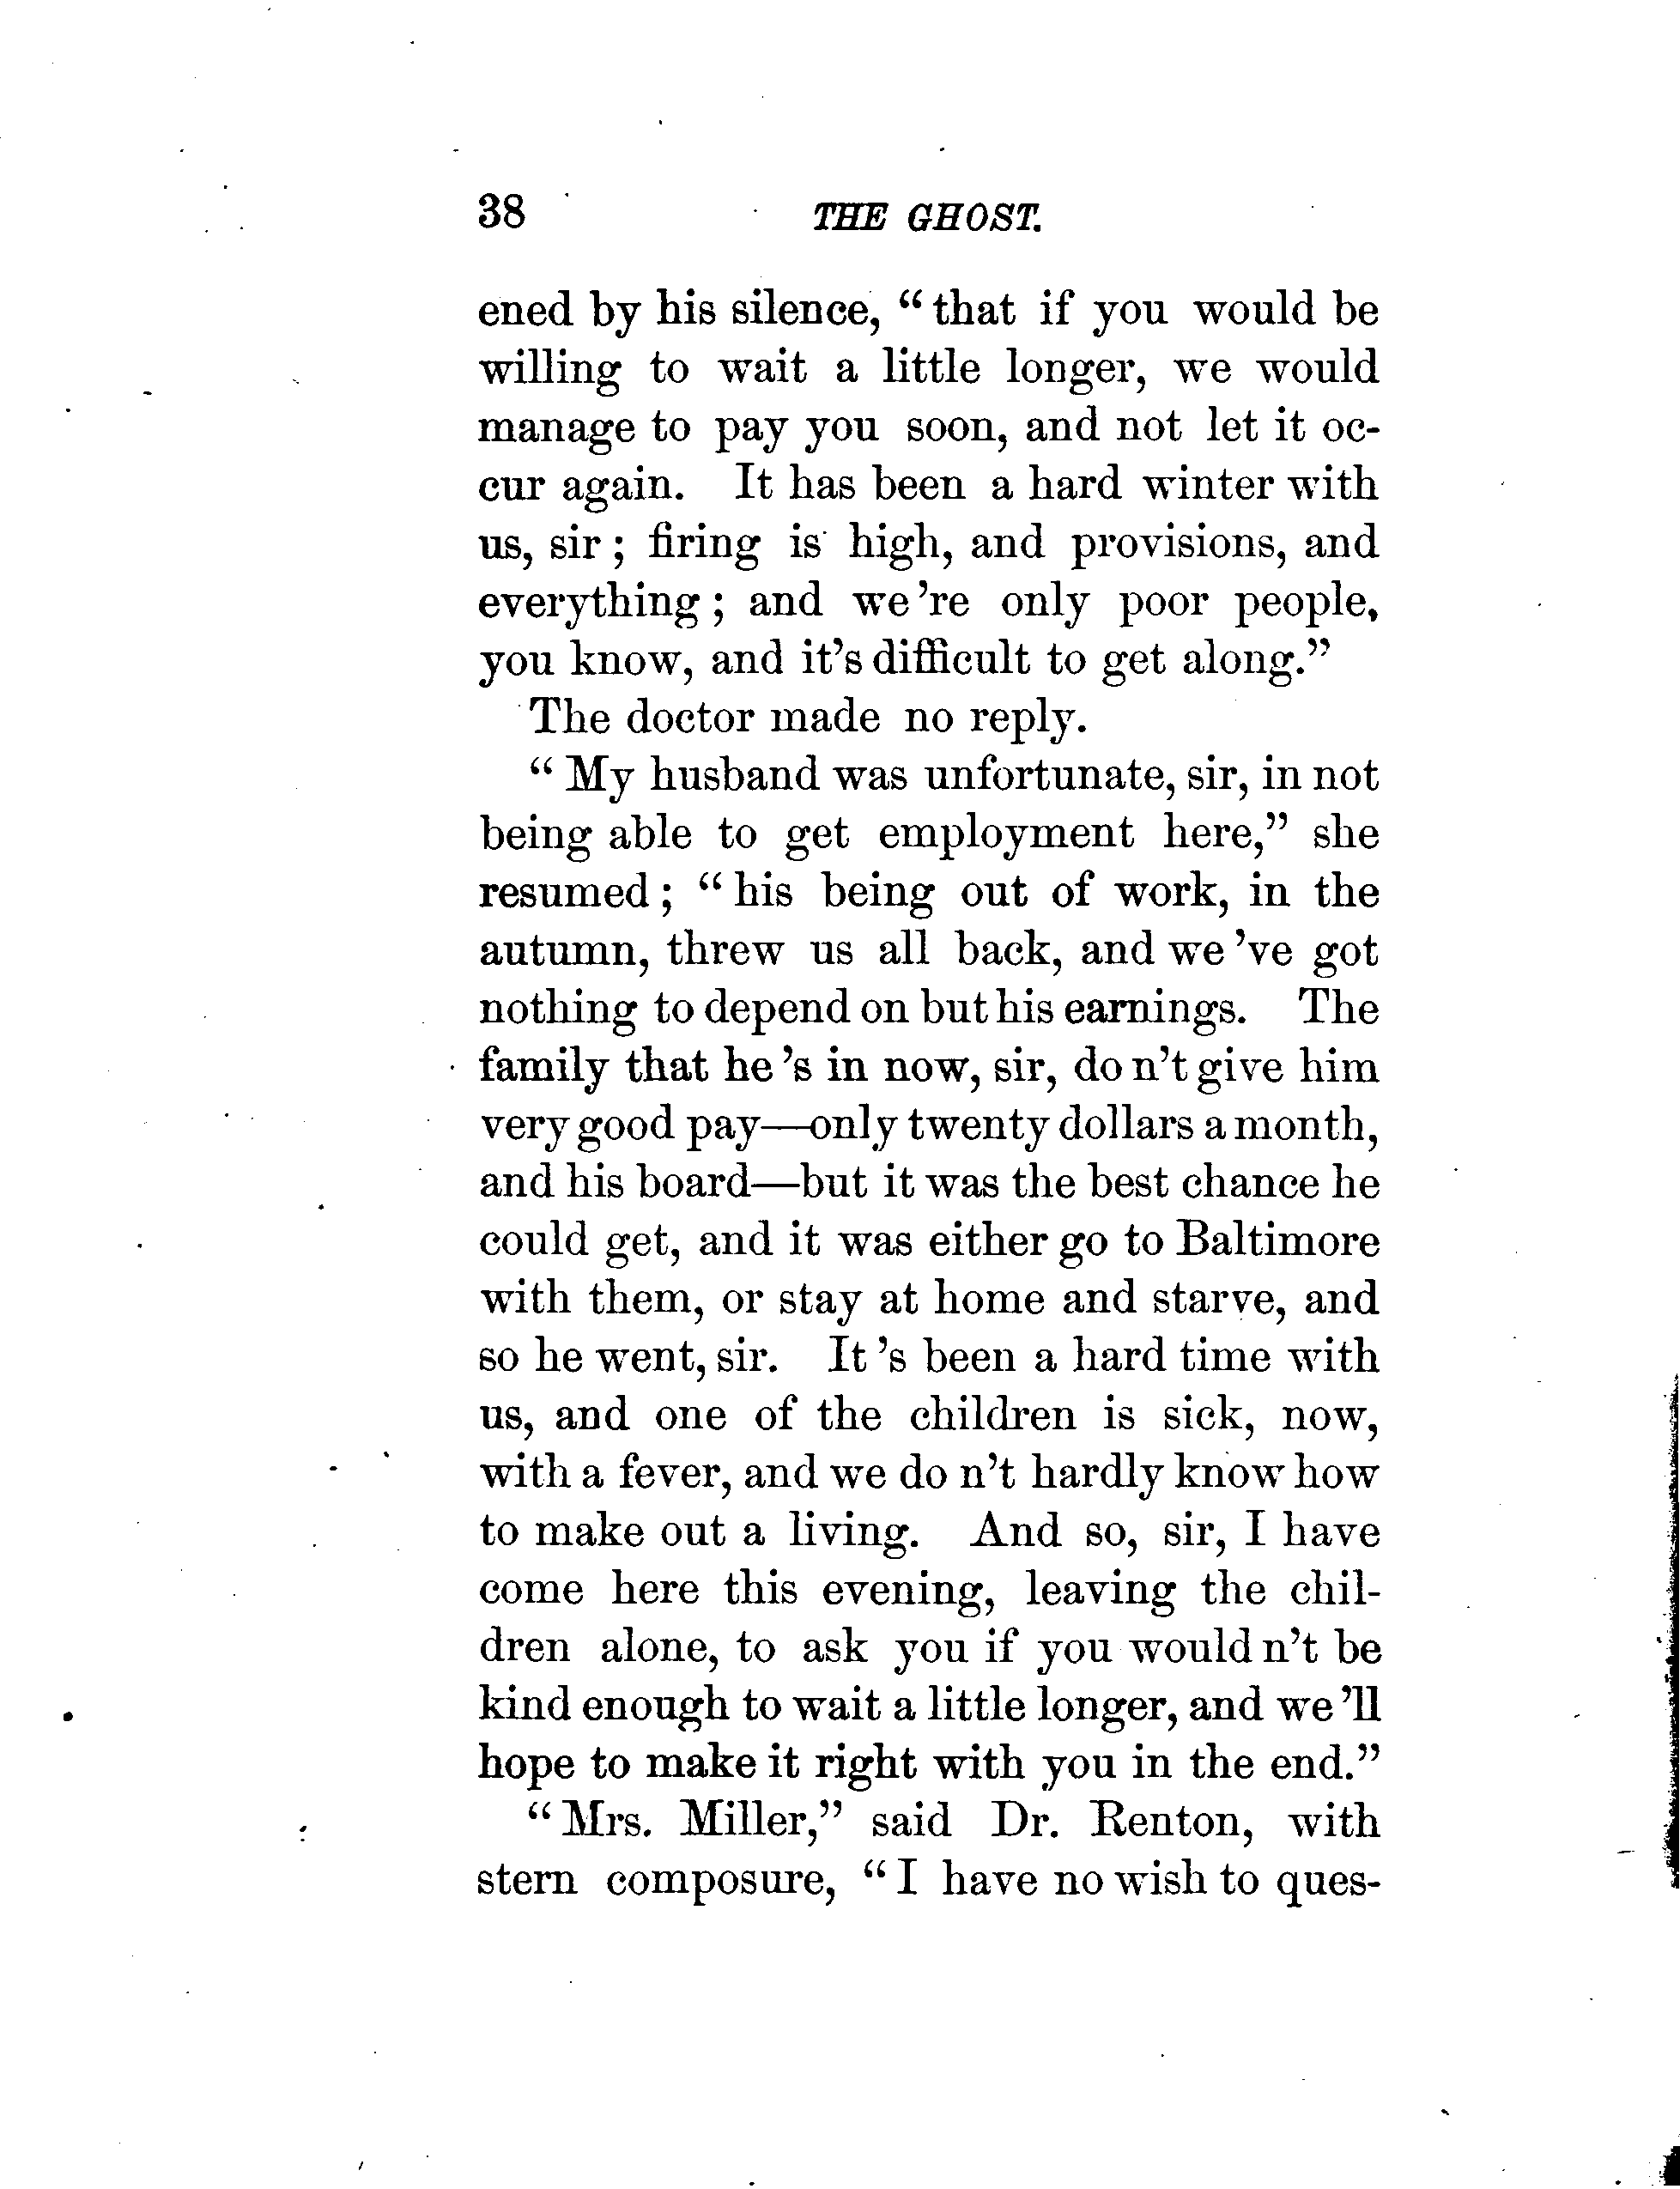 38 THE GHOST.
ened by his silence, “that if you would be
willing to wait a little longer, we would
manage to pay you soon, and not let it oc-
cur again. It has been a hard winter with
us, sir; firing is high, and provisions, and
everything; and we're only poor people,
you know, and it's difficult to get along.”
The doctor made no reply.
“My husband was unfortunate, sir, in not
being able to get employment here,” she
resumed; “his being out of work, in the
autumn, threw us all back, and we 've got
nothing to depend on but his earnings. The
family that he 's in now, sir, do n't give him
very good pay—only twenty dollars a month,
and his board—but it was the best chance he
could get, and it was either go to Baltimore
with them, or stay at home and starve, and
so he went, sir. It 's been a hard time with
us, and one of the children is sick, now,
with a fever, and we do n't hardly know how
to make out a living. And so, sir, I have
come here this evening, leaving the chil-
dren alone, to ask you if you would n't be
kind enough to wait a little longer, and we 'll
hope to make it right with you in the end.”
“Mrs. Miller,” said Dr. Renton, with
stern composure, “I have no wish to ques-